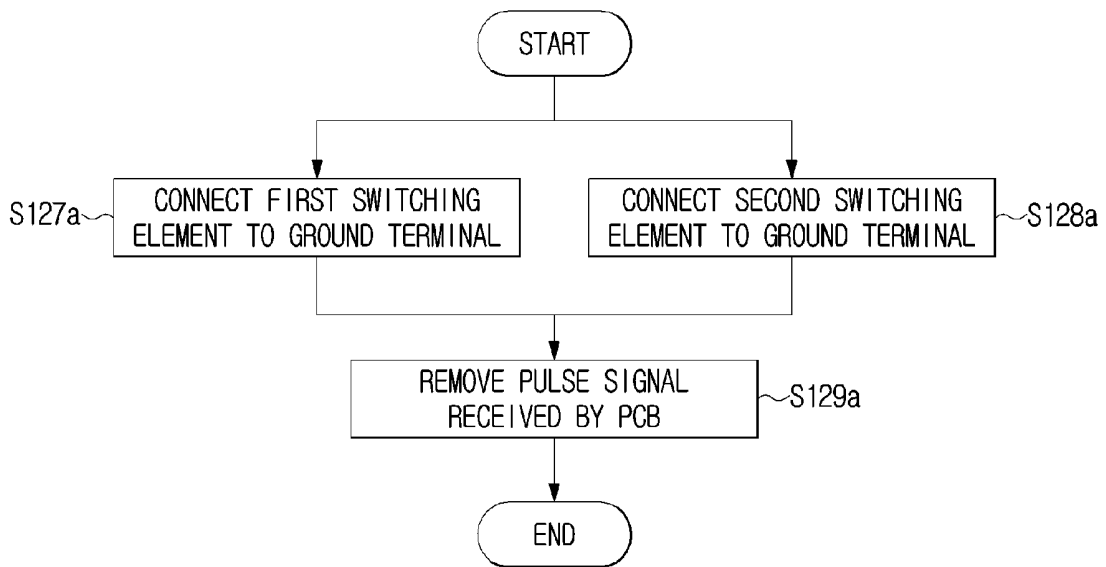 START
S127a
CONNECT FIRST SWITCHING
ELEMENT TO GROUND TERMINAL
CONNECT SECOND SWITCHING
ELEMENT TO GROUND TERMINAL
S128a
REMOVE PULSE SIGNAL
RECEIVED BY PCB
S129a
END